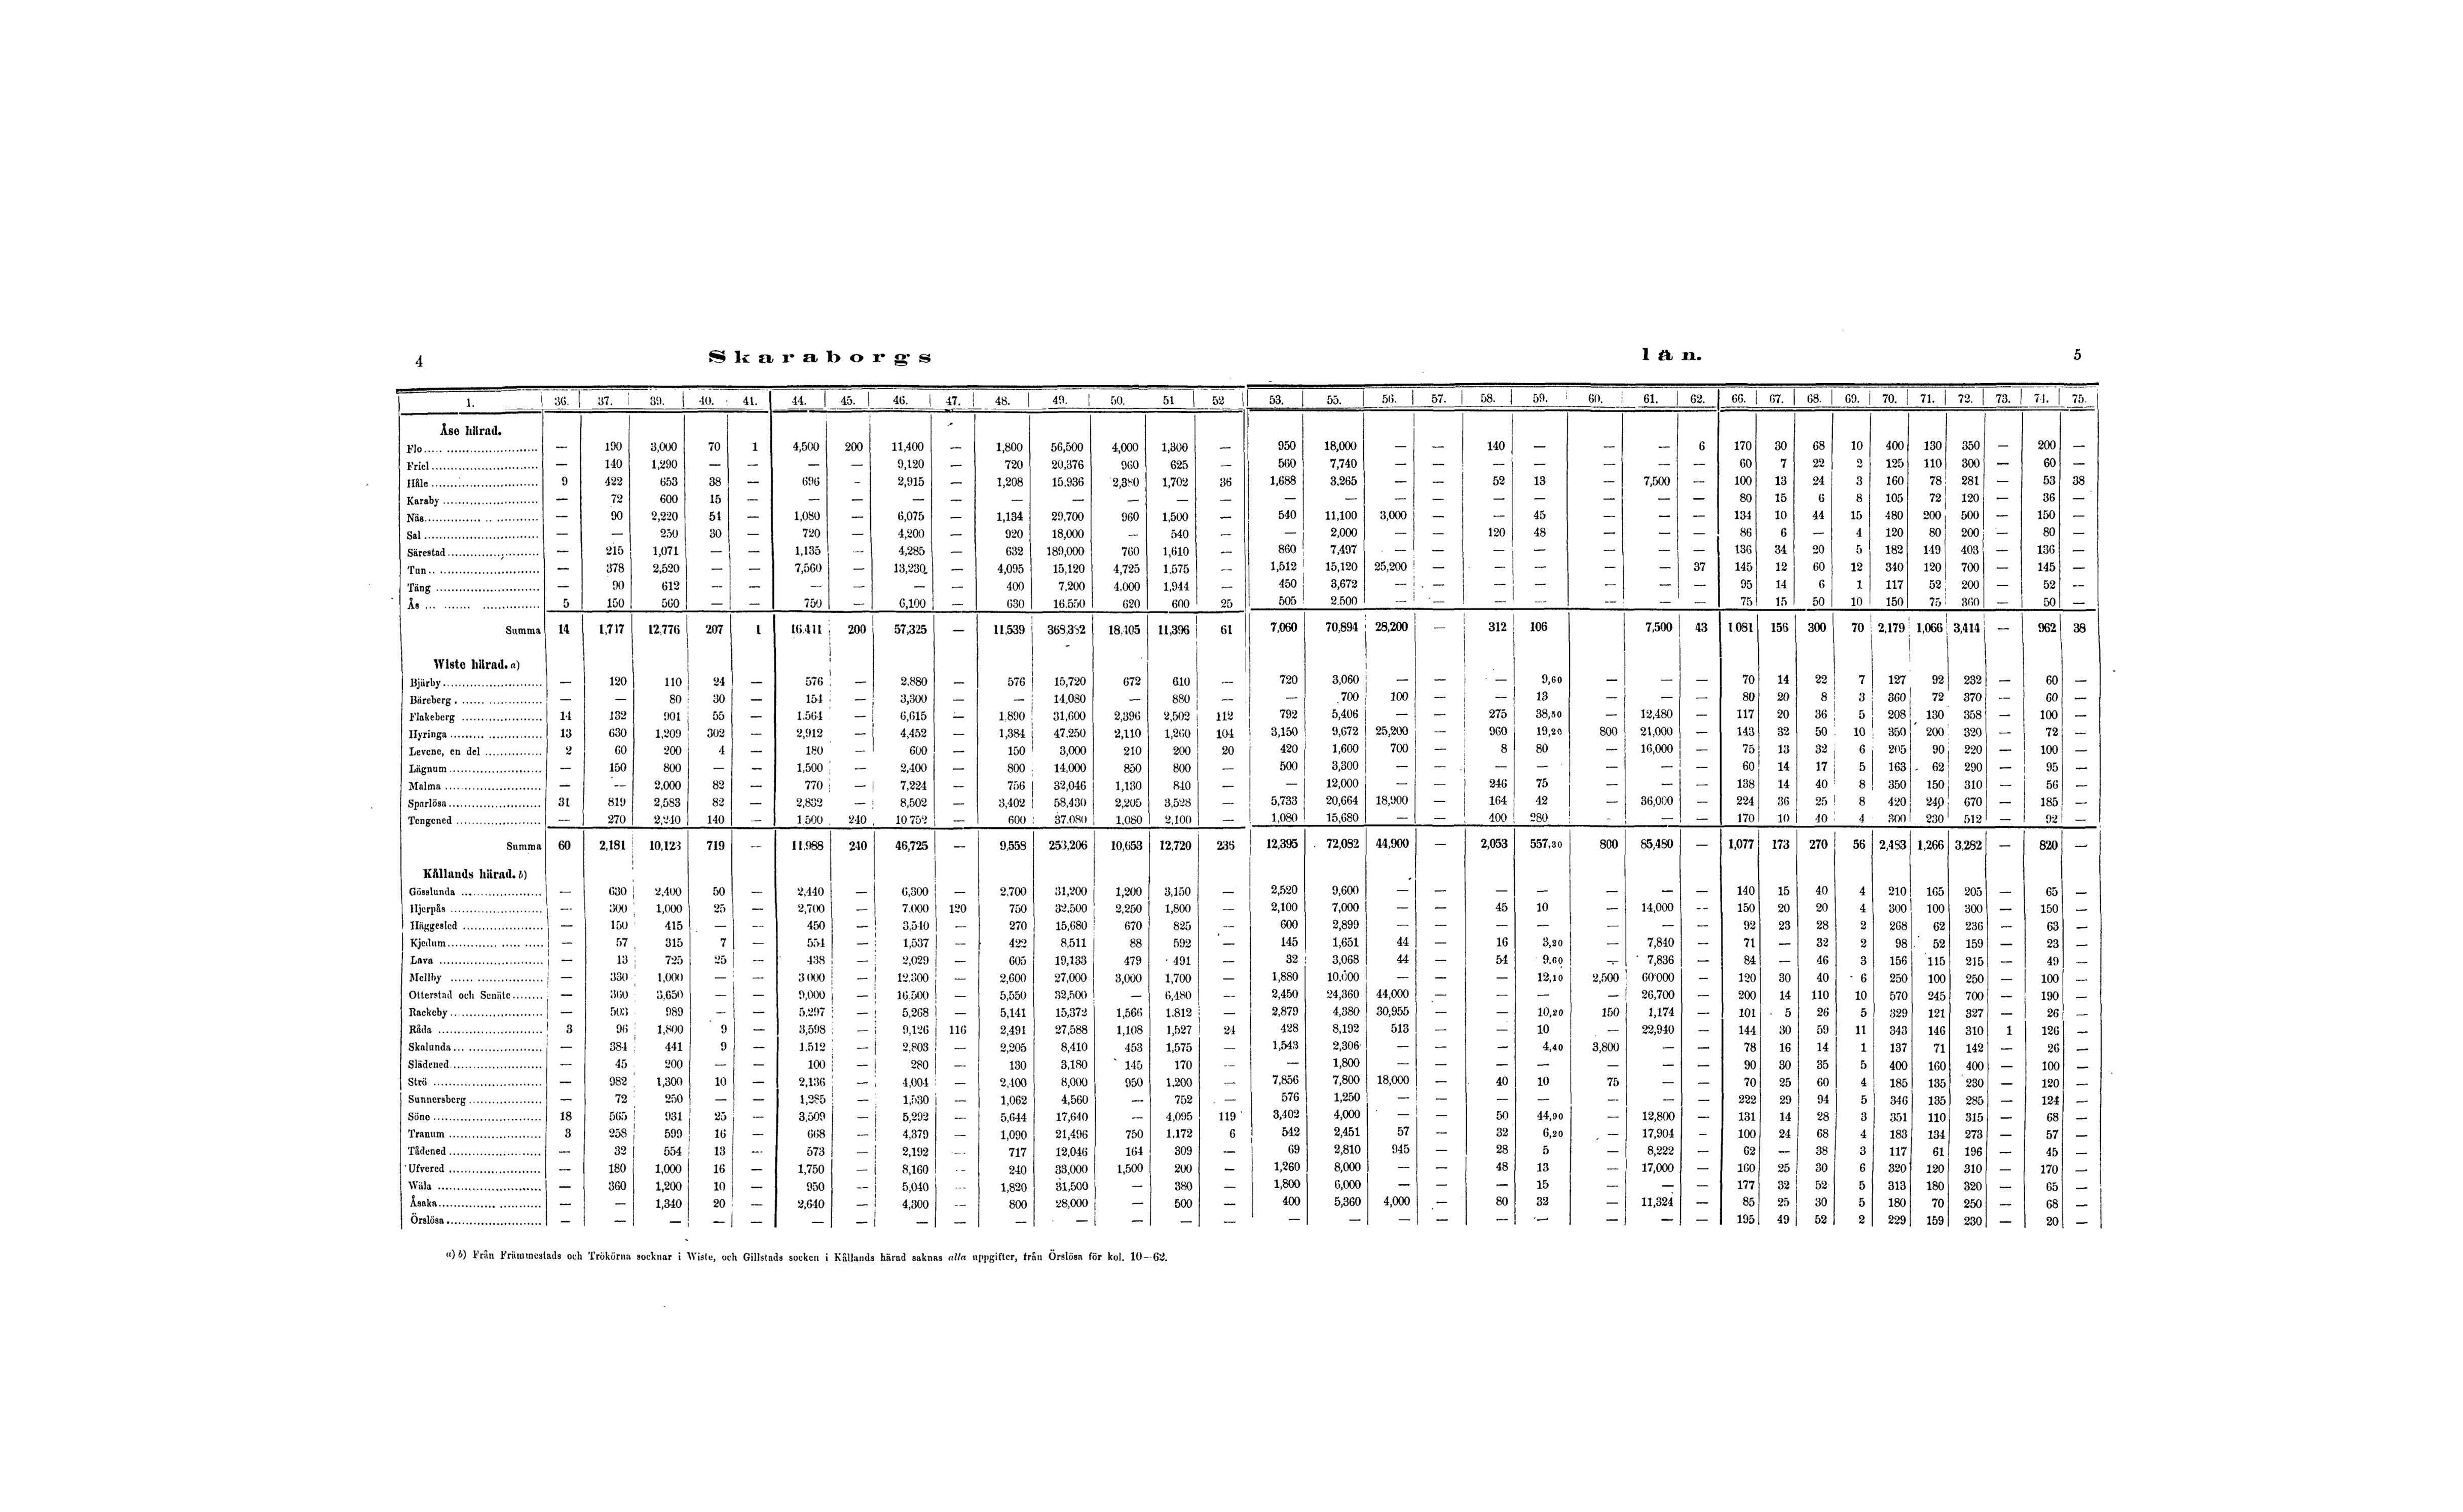 4 Skaraborgs län. 5
1. 36. 37. 39. 40. 41. 44. 45. 46. 47. 48. 49. 50. 51 52 53. 55. 56. 57. 58. 59. 60. 61. 62. 66. 67. 68. 69. 70. 71. 72. 73. 74. 75.
Åse härad.
Flo — 190 3,000 70 1 4,500 200 11,400 — 1,800 56,500 4,000 1,300 — 950 18,000 — — 140 — — — 6 170 30 68 10 400 130 350 — 200 —
Friel — 140 1,290 — — — — 9,120 — 720 20,376 960 625 — 560 7,740 — — — — — — — 60 7 22 2 125 110 300 — 60 —
Håle 9 422 653 38 — 696 - 2,915 — 1,208 15.936 2,380 1,702 36 1,688 3.265 — — 52 13 — 7,500 — 100 13 24 3 160 78 281 — 53 38
Karaby — 72 600 15 — — — — — — — — — — — — — — — — — — — 80 15 6 8 105 72 120 — 36 —
Näs — 90 2,220 54 — 1,080 — 6,075 — 1,134 29,700 960 1,500 — 540 11,100 3,000 — — 45 — — — 134 10 44 15 480 200 500 — 150 —
Sal — — 250 30 — 720 — 4,200 — 920 18,000 — 540 — — 2,000 — — 120 48 — — — 86 6 — 4 120 80 200 — 80 —
Särestad — 215 1,071 — — 1,135 — 4,285 — 632 189,000 760 1,610 — 860 7,497 — — — — — — — 136 34 20 5 182 149 403 — 136 —
Tun — 378 2,520 — — 7,560 — 13,230 — 4,095 15,120 4,725 1.575 — 1,512 15,120 25,200 — — — — — 37 145 12 60 12 340 120 700 — 145 —
Täng — 90 612 — — — — — — 400 7,200 4.000 1,944 — 450 3,672 — — — — — — — 95 14 6 1 117 52 200 — 52 —
Ås 5 150 560 — — 750 — 6,100 — 630 16.550 620 600 25 505 2.500 — — — — — — — 75 15 50 10 150 75 360 — 50 —
Summa 14 1,717 12,776 207 1 16.411 200 57,325 — 11,539 368,382 18,405 11,396 61 7,060 70,894 28,200 — 312 106 7,500 43 1 081 156 300 70 2,179 1,066 3,414 — 962 38
Wiste härad. a)
Bjärby — 120 110 24 — 576 — 2,880 — 576 15,720 672 610 — 720 3,060 — — — 9,60 — — — 70 14 22 7 127 92 232 — 60 —
Bäreberg — — 80 30 — 154 — 3,300 — — 14,080 — 880 — — 700 100 — — 13 — — — 80 20 8 3 360 72 370 — 60 —
Flakeberg 14 132 901 55 — 1.564 — 6,615 — 1,890 31,600 2,396 2,502 112 792 5,406 — — 275 38,50 — 12,480 — 117 20 36 5 208 130 358 — 100 —
Hyringa 13 630 1,209 302 — 2,912 — 4,452 — 1,384 47.250 2,110 1,260 104 3,150 9,672 25,200 — 960 19,20 800 21,000 — 143 32 50 10 350 200 320 — 72 —
Levene, en del 2 60 200 4 — 180 — 600 — 150 3,000 210 200 20 420 1,600 700 — 8 80 — 16,000 — 75 13 32 6 205 90 220 — 100 —
Lägnum — 150 800 — — 1,500 — 2,400 — 800 14,000 850 800 — 500 3,300 — — — — — — — 60 14 17 5 163 62 290 — 95 —
Malma — — 2,000 82 — 770 — 7,224 — 756 32,046 1,130 840 — — 12,000 — — 246 75 — — — 138 14 40 8 350 150 310 — 56 —
Sparlösa 31 819 2,583 82 — 2,832 — 8,502 — 3,402 58,430 2,205 3,528 — 5,733 20,664 18,900 — 164 42 — 36,000 — 224 36 25 8 420 240 670 — 185 —
Tengened — 270 2,240 140 — 1 500 240 10 752 — 600 37.080 1,080 2,100 — 1,080 15,680 — — 400 280 - — — 170 10 40 4 300 230 512 — 92 —
Summa 60 2,181 10,123 719 — 11.988 240 46,725 — 9,558 253,206 10,653 12,720 236 12,395 72,082 44,900 — 2,053 557,30 800 85,480 — 1,077 173 270 56 2,483 1,266 3,282 — 820 —
Kållands härad. b)
Gösslunda — 630 2,400 50 — 2,440 — 6,300 — 2.700 31,200 1,200 3,150 — 2,520 9,600 — — — — — — — 140 15 40 4 210 165 205 — 65 —
Hjerpås — 300 1,000 25 — 2,700 — 7.000 120 750 32.500 2,250 1,800 — 2,100 7,000 — — 45 10 — 14,000 — 150 20 20 4 300 100 300 — 150 —
Häggesled — 150 415 — — 450 — 3,540 — 270 15,680 670 825 — 600 2,899 — — — — — — — 92 23 28 2 268 62 236 — 63 —
Kjedum — 57 315 7 — 554 — 1,537 — 422 8,511 88 592 — 145 1,651 44 — 16 3,20 — 7,840 — 71 — 32 2 98 52 159 — 23 —
Lava — 13 725 25 — 438 — 2,029 — 605 19,133 479 491 — 32 3,068 44 — 54 9.60 — 7,836 — 84 — 46 3 156 115 215 — 49 —
Mellby — 330 1,000 — — 3 000 — 12.300 — 2,600 27,000 3,000 1,700 — 1,880 10.000 — — — 12,10 2,500 60'000 — 120 30 40 6 250 100 250 — 100 —
Otterstad och Senäte — 360 3,650 — — 9,000 — 16.500 — 5,550 32,500 — 6,480 — 2,450 24,360 44,000 — — — — 26,700 — 200 14 110 10 570 245 700 — 190 —
Rackeby — 503 989 — — 5.297 — 5,268 — 5,141 15,372 1,566 1.812 — 2,879 4,380 30,955 — — 10,20 150 1,174 — 101 5 26 5 329 121 327 — 26 —
Råda 3 96 1,800 9 — 3,598 — 9,126 116 2,491 27,588 1,108 1,527 24 428 8,192 513 — — 10 — 22,940 — 144 30 59 11 343 146 310 1 126 —
Skalunda — 384 441 9 — 1.512 — 2,803 — 2,205 8,410 453 1,575 — 1,543 2,306 — — — 4,40 3,800 — — 78 16 14 1 137 71 142 — 26 —
Slädened — 45 200 — — 100 — 280 — 130 3,180 145 170 — — 1,800 — — — — — — — 90 30 35 5 400 160 400 — 100 —
Strö — 982 1,300 10 — 2,136 — 4,004 — 2,400 8,000 950 1,200 — 7,856 7,800 18,000 — 40 10 75 — — 70 25 60 4 185 135 230 — 120 —
Sunnersberg — 72 250 — — 1,285 — 1,530 — 1,062 4,560 — 752 — 576 1,250 — — — — — — — 222 29 94 5 346 135 285 — 124 —
Söne 18 565 931 25 — 3,509 — 5,292 — 5,644 17,640 — 4,095 119 3,402 4,000 — — 50 44,90 — 12,800 — 131 14 28 3 351 110 315 — 68 —
Tranum 3 258 599 16 — 668 — 4,379 — 1,090 21,496 750 1.172 6 542 2,451 57 — 32 6,20 — 17,904 — 100 24 68 4 183 134 273 — 57 —
Tådened — 32 554 13 — 573 — 2,192 — 717 12,046 164 309 — 69 2,810 945 — 28 5 — 8,222 — 62 — 38 3 117 61 196 — 45 —
Ufvered — 180 1,000 16 — 1,750 — 8,160 — 240 33,000 1,500 200 — 1,260 8,000 — — 48 13 — 17,000 — 160 25 30 6 320 120 310 — 170 —
Wäla — 360 1,200 10 — 950 — 5,040 — 1,820 31,500 — 380 — 1,800 6,000 — — — 15 — — — 177 32 52 5 313 180 320 — 65 —
Åsaka — — 1,340 20 — 2,640 — 4,300 — 800 28,000 — 500 — 400 5,360 4,000 — 80 32 — 11,324 — 85 25 30 5 180 70 250 — 68 —
Örslösa — — — — — — — — — — — — — — — — — — — — — — — 195 49 52 2 229 159 230 — 20 —
a) b) Från Främmestads och Trökörna socknar i Wiste, och Gillstads socken i Kållands härad saknas alla uppgifter, från Örslösa för kol. 10—62.